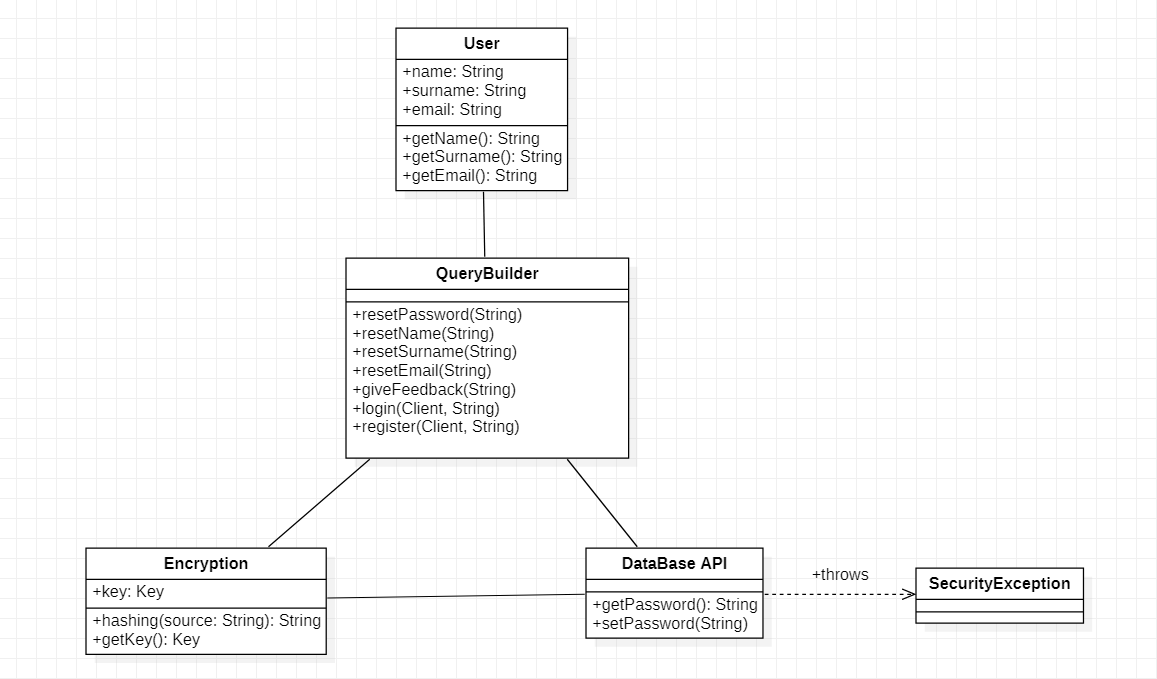 User
+name: String
+surname: String
+email: String
+getName(): String
+getSurname(): String
+getEmail(): String
QueryBuilder
+resetPassword(String)
+resetName(String)
+resetSurname(String)
+resetEmail(String)
+giveFeedback(String)
+login(Client, String)
+register(Client, String)
Encryption
+key: Key
+hashing(source: String): String
+getKey(): Key
DataBase API
+getPassword(): String
+setPassword(String)
+throws
SecurityException